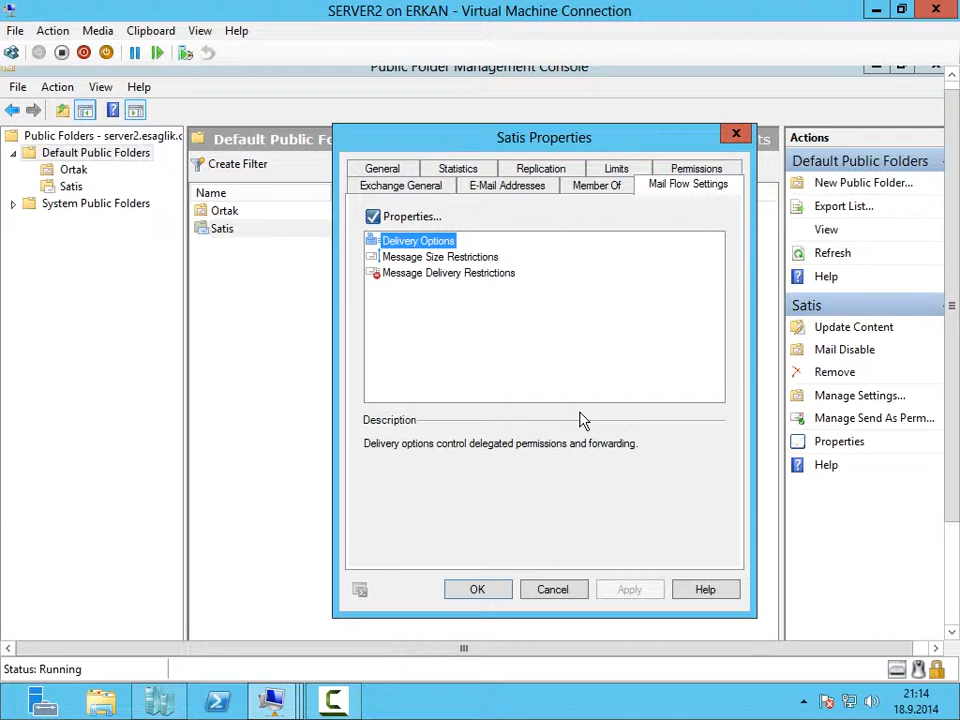 SERVER2 on ERKAN - Virtual Machine Connection
File Action Media Clipboard View Help
Public Folder Management Console
File Action View Help
Public Folders - server2.esaglik.c
Default Public Folders
Ortak
Satis
System Public Folders
Default Public Fo
Create Filter
Name
Ortak
Satis
ts
Satis Properties
General Statistics Replication Limits Permissions
Exchange General E-Mail Addresses Member Of Mail Flow Settings
Properties...
Delivery Options
Message Size Restrictions
Message Delivery Restrictions
Description
Delivery options control delegated permissions and forwarding.
OK Cancel Apply Help
Actions
Default Public Folders
New Public Folder...
Export List...
View
Refresh
Help
Satis
Update Content
Mail Disable
Remove
Manage Settings...
Manage Send As Perm...
Properties
Help
Status: Running
21:14
18.9.2014